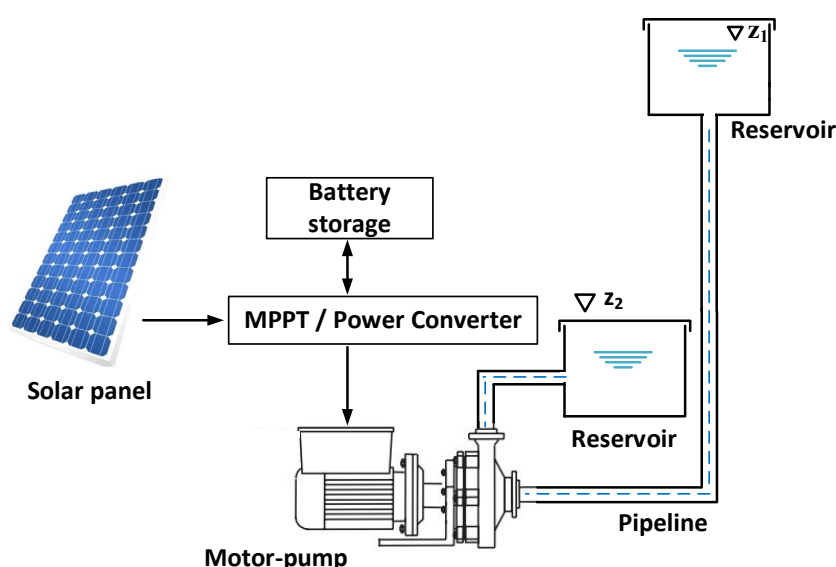 z₁
Reservoir
Battery
storage
MPPT / Power Converter
z₂
Solar panel
Reservoir
Pipeline
Motor-pump